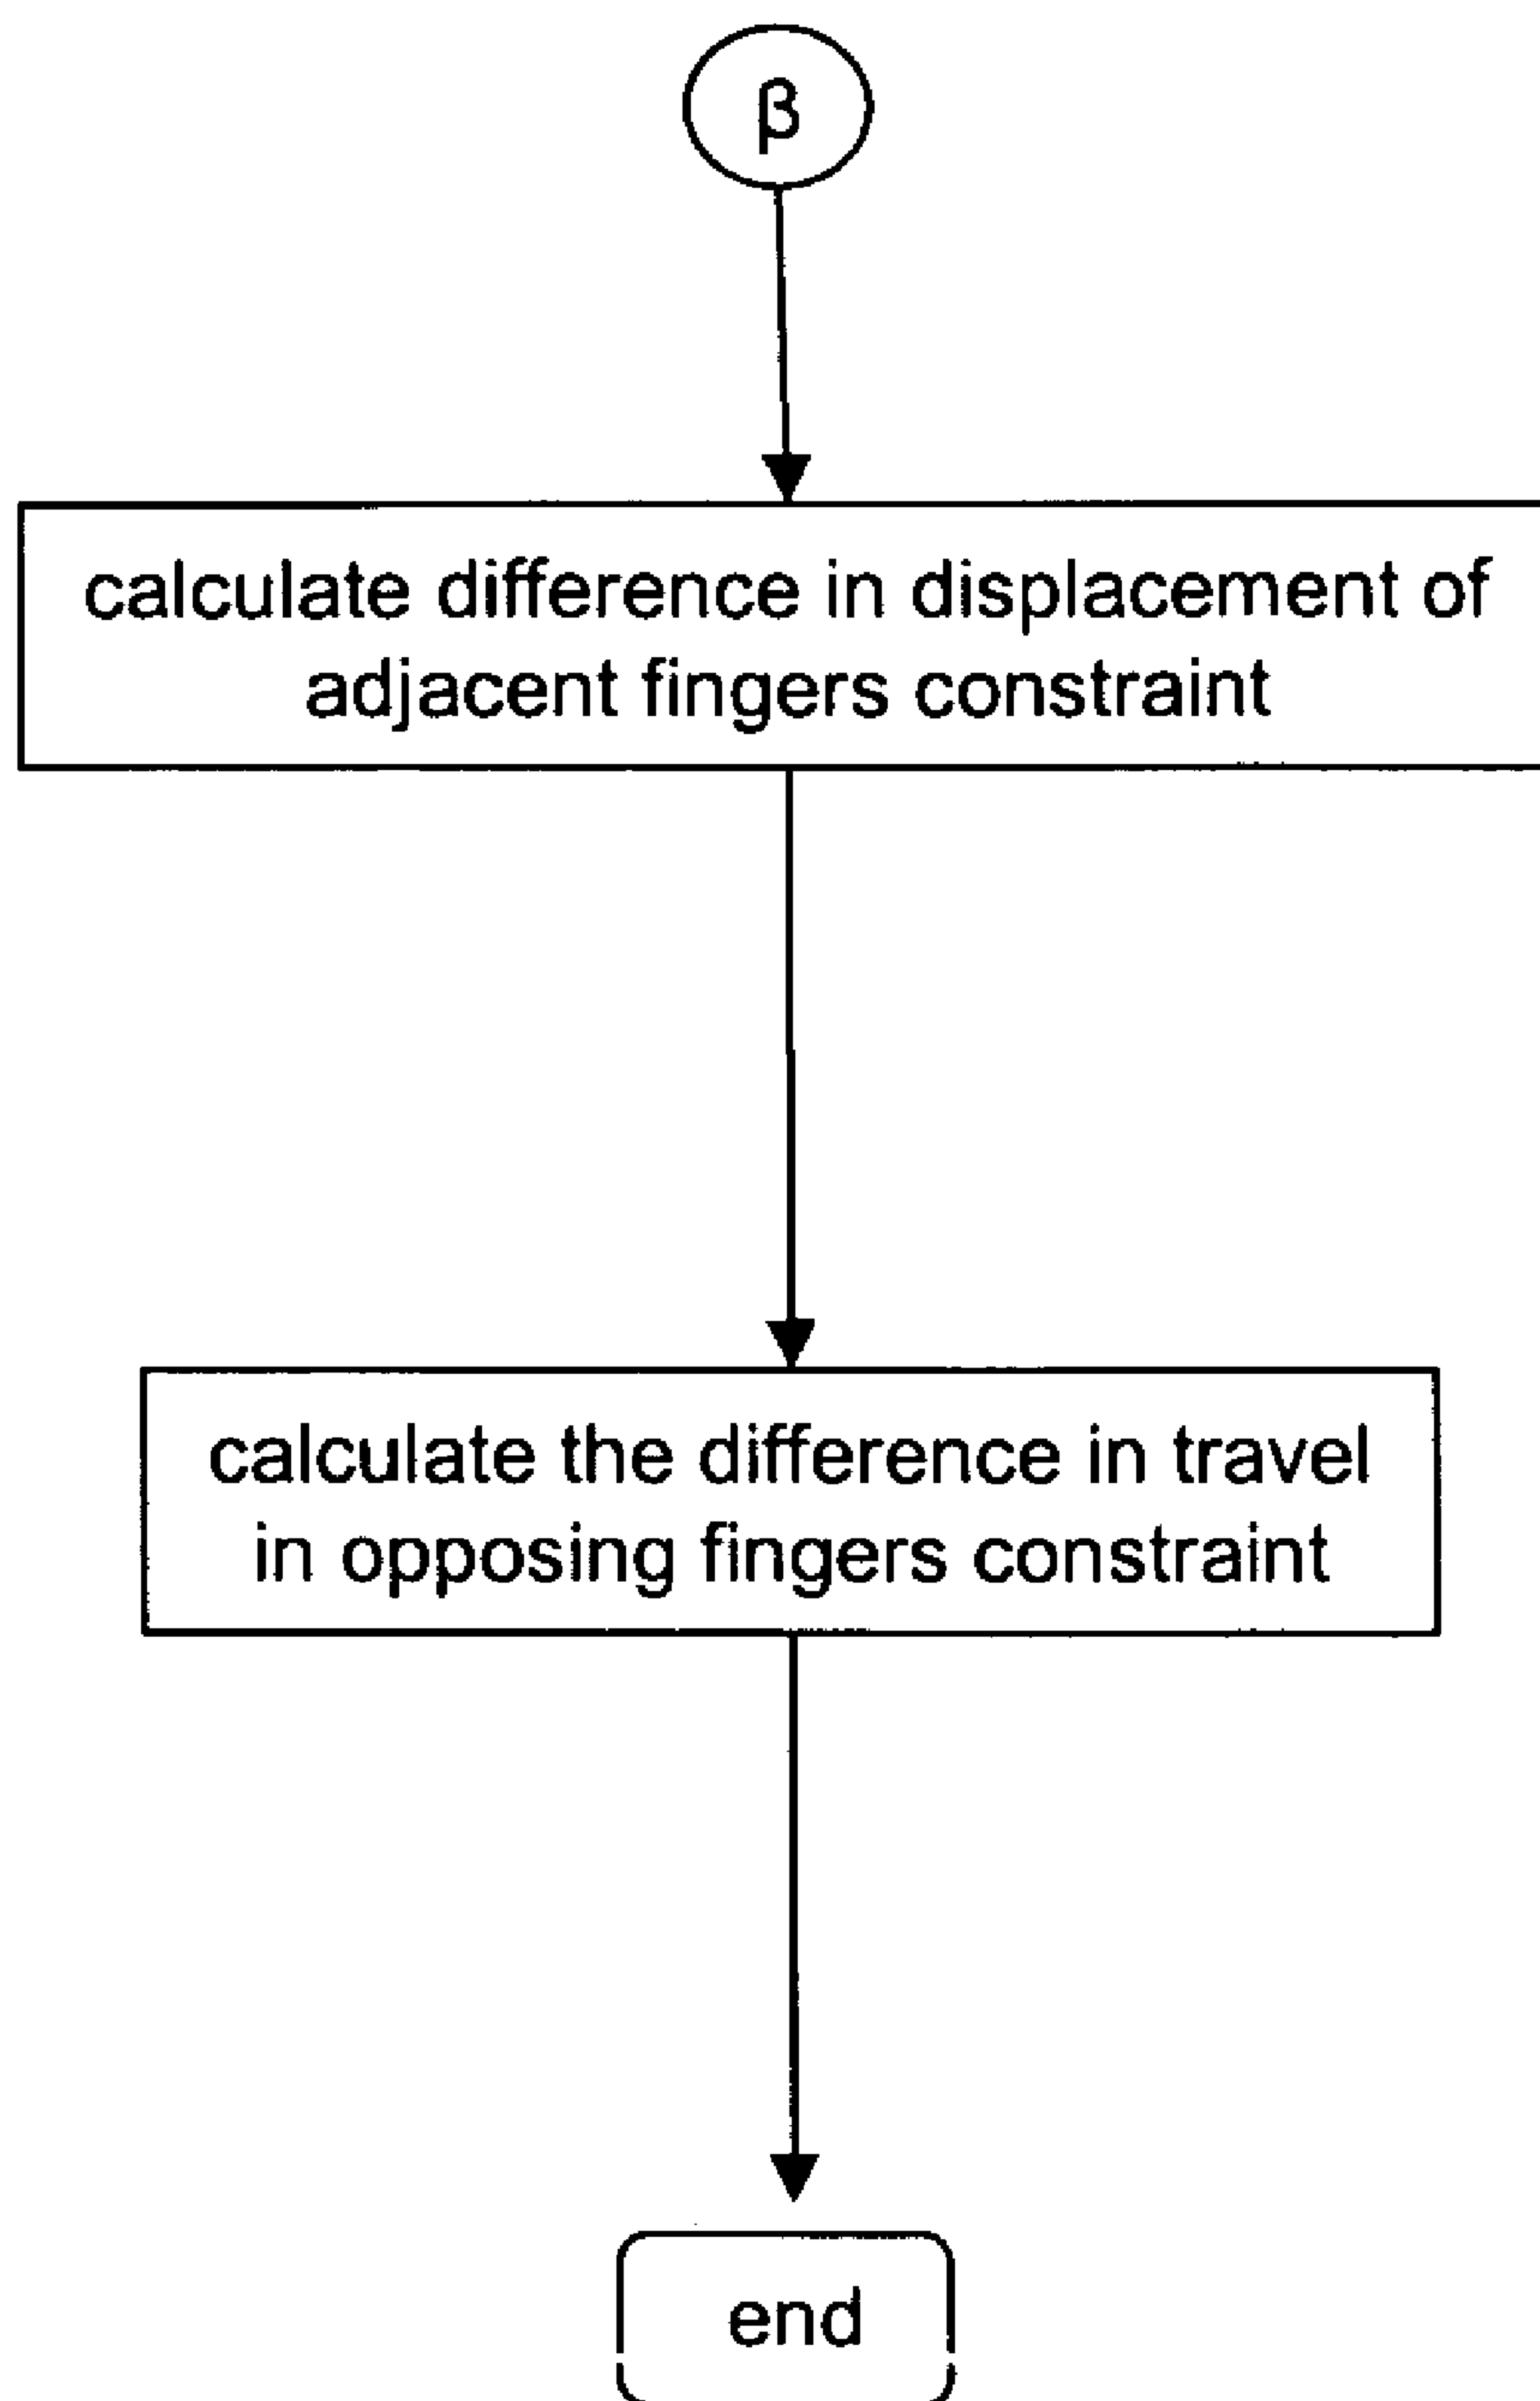 β
calculate difference in displacement of
adjacent fingers constraint
calculate the difference in travel
in opposing fingers constraint
end